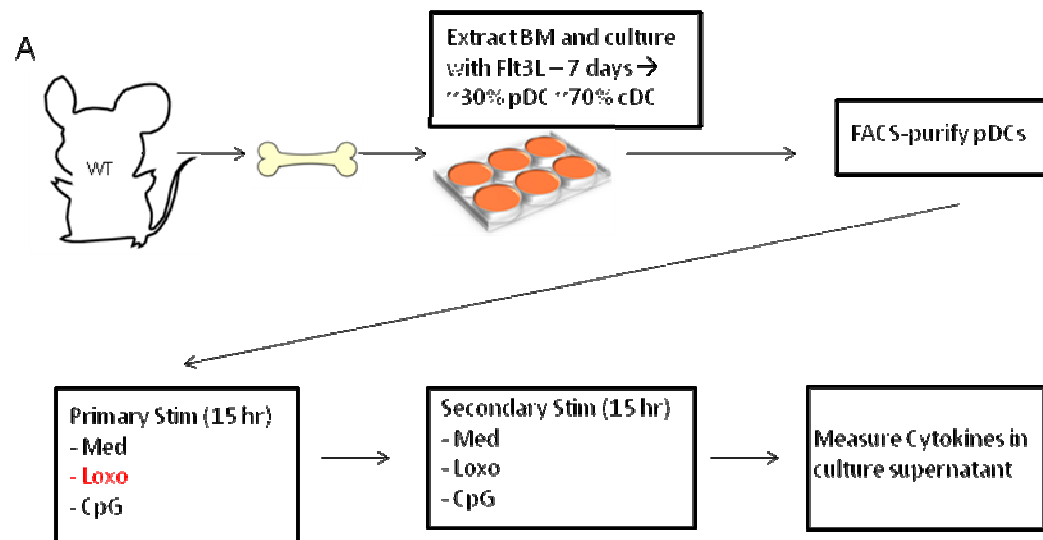 A
Extract BM and culture
with Flt3L – 7 days →
~30% pDC ~70% cDC
WT
FACS-purify pDCs
Primary Stim (15 hr)
- Med
- Loxo
- CpG
Secondary Stim (15 hr)
- Med
- Loxo
- CpG
Measure Cytokines in
culture supernatant